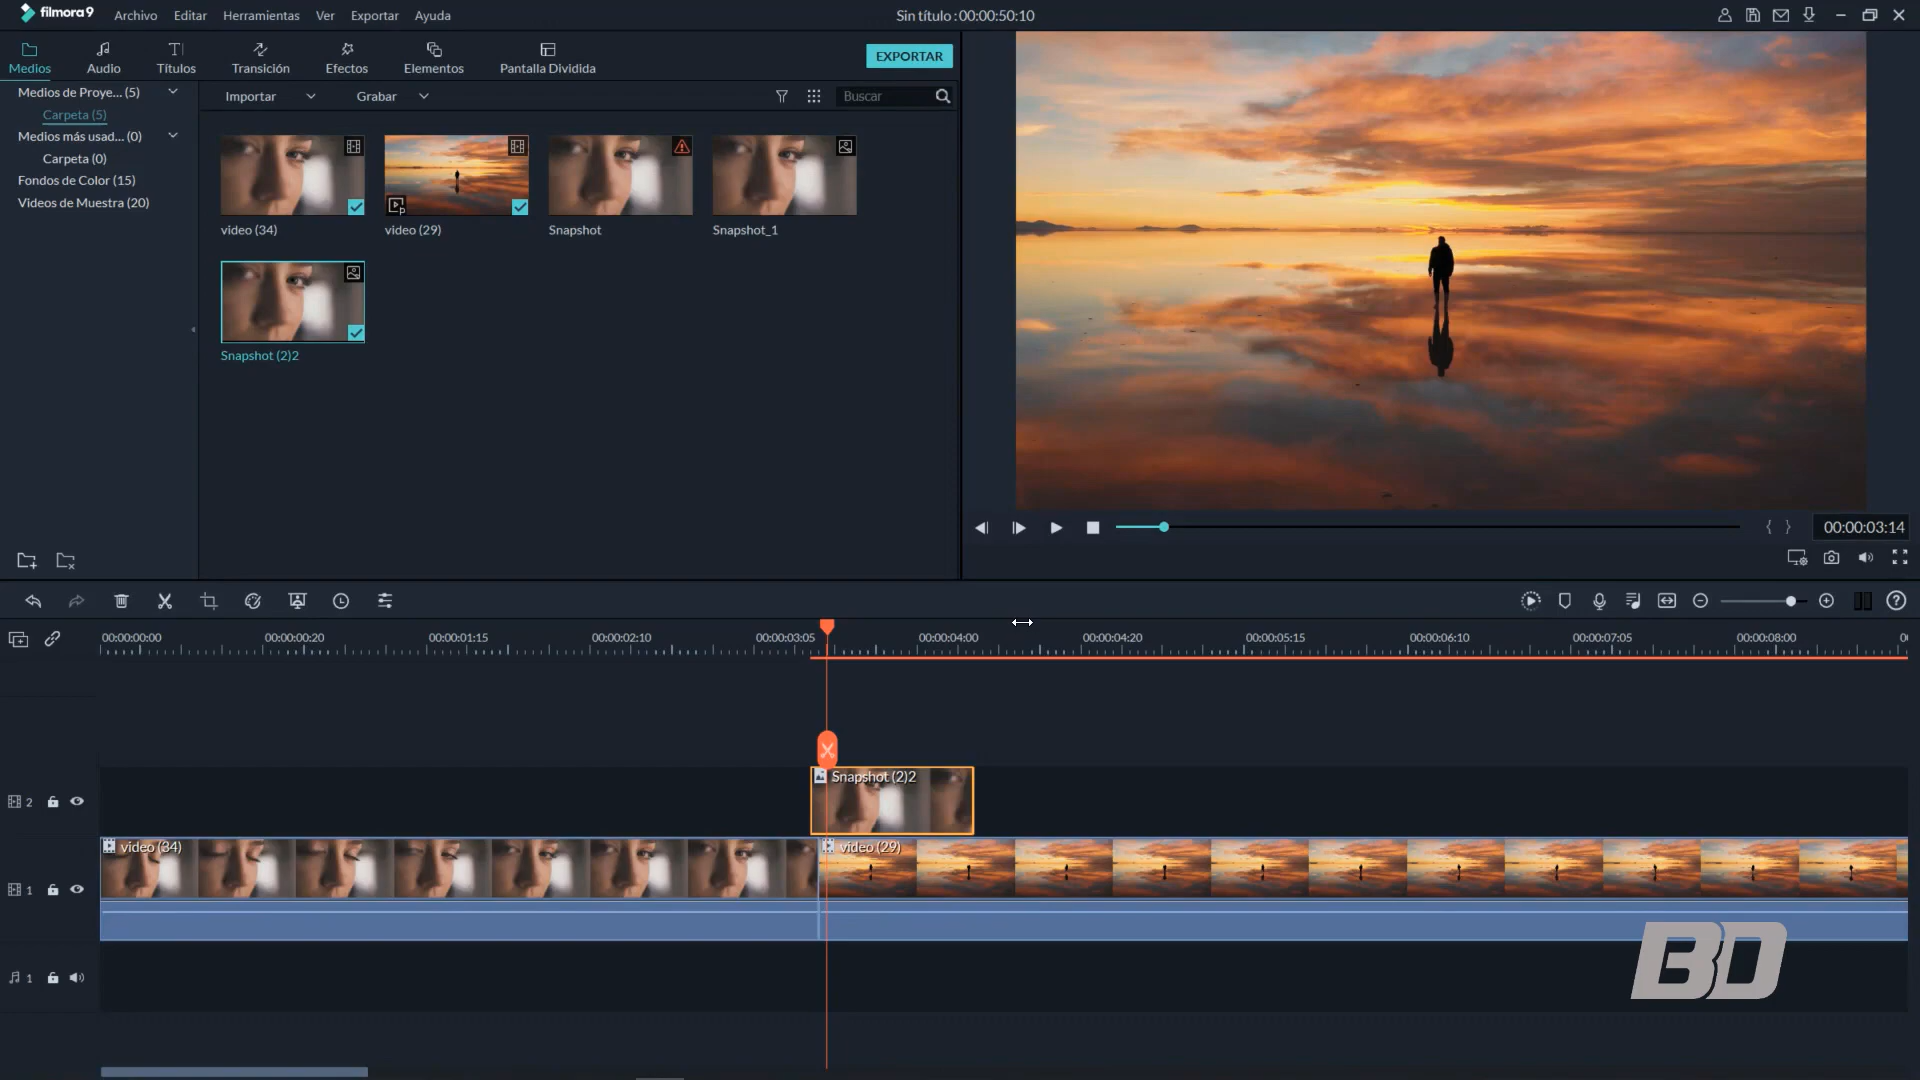 filmora9 Archivo Editar Herramientas Ver Exportar Ayuda Sin título : 00:00:50:10
Medios Audio Títulos Transición Efectos Elementos Pantalla Dividida EXPORTAR
Medios de Proye... (5) Importar Grabar Buscar
Carpeta (5)
Medios más usad... (0)
Carpeta (0)
Fondos de Color (15)
Videos de Muestra (20)
video (34) video (29) Snapshot Snapshot_1
Snapshot (2)2
00:00:03:14
00:00:00:00 00:00:00:20 00:00:01:15 00:00:02:10 00:00:03:05 00:00:04:00 00:00:04:20 00:00:05:15 00:00:06:10 00:00:07:05 00:00:08:00
Snapshot (2)2
2
video (34) video (29)
1
BD
1